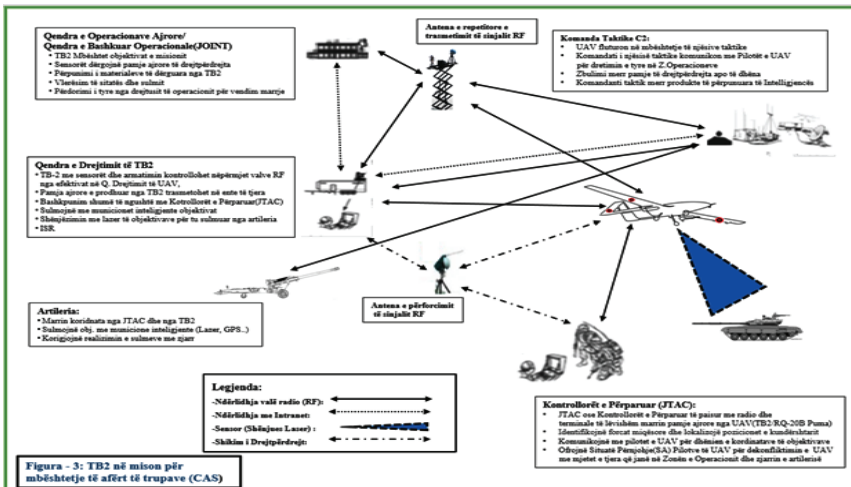 Qendra e Operacionave Ajrore/
Qendra e Bashkuar Operacionale(JOINT)
• TB2 Mbështet objektivat e misionit
• Sensorët dërgojnë pamje ajrore të drejtpërdrejta
• Përpunimi i materialeve të dërguara nga TB2
• Vlerësim të sitatës dhe sulmit
• Përdorimi i tyre nga drejtusit të operacionit për vendim marrje
Antena e repetitore e
trasmetimt të sinjalit RF
Komanda Taktike C2:
• UAV fluturon në mbështetje të njësive taktike
• Komandati i njësisë taktike komunikon me Pilotët e UAV
për dretimin e tyre në Z.Operacioneve
• Zbulimi merr pamje të drejtpërdrejta apo të dhëna
• Komandanti taktik merr produkte të përpunuara të Intelligjencës
Qendra e Drejtimit të TB2
• TB-2 me sensorët dhe armatimin kontrollohet nëpërmjet valve RF
nga efektivat në Q. Drejtimit të UAV,
• Pamja ajrore e prodhuar nga TB2 trasmetohet në ente të tjera
• Bashkpunim shumë të ngushtë me Kotrollorët e Përparuar(JTAC)
• Sulmojnë me municionet inteligjente objektivat
• Shënjëzimin me lazer të objektivave për tu sulmuar nga artileria
• ISR
Artileria:
• Marrin koridnata nga JTAC dhe nga TB2
• Sulmojnë obj. me municione inteligjente (Lazer, GPS..)
• Korigjojnë realizimin e sulmeve me zjarr
Antena e përforcimit
të sinjalit RF
Legjenda:
-Ndërlidhja valë radio (RF):
-Ndërlidhja me Intranet:
-Sensor (Shënjues Lazer) :
-Shikim i Drejtpërdrejt:
Kontrollorët e Përparuar (JTAC):
• JTAC ose Kontrollorët e Përparuar të paisur me radio dhe
terminale të lëvishëm marrin pamje ajrore nga UAV(TB2/RQ-20B Puma)
• Identifikojnë forcat miqësore dhe lokalizojë pozicionet e kundërshtarit
• Komunikojnë me pilotet e UAV për dhënien e kordinatave të objektivave
• Ofrojnë Situatë Përmjohje(SA) Pilotve të UAV për dekonfliktimin e UAV
me mjetet e tjera që janë në Zonën e Operacionit dhe zjarrin e artilerisë
Figura - 3: TB2 në mison për
mbështetje të afërt të trupave (CAS)